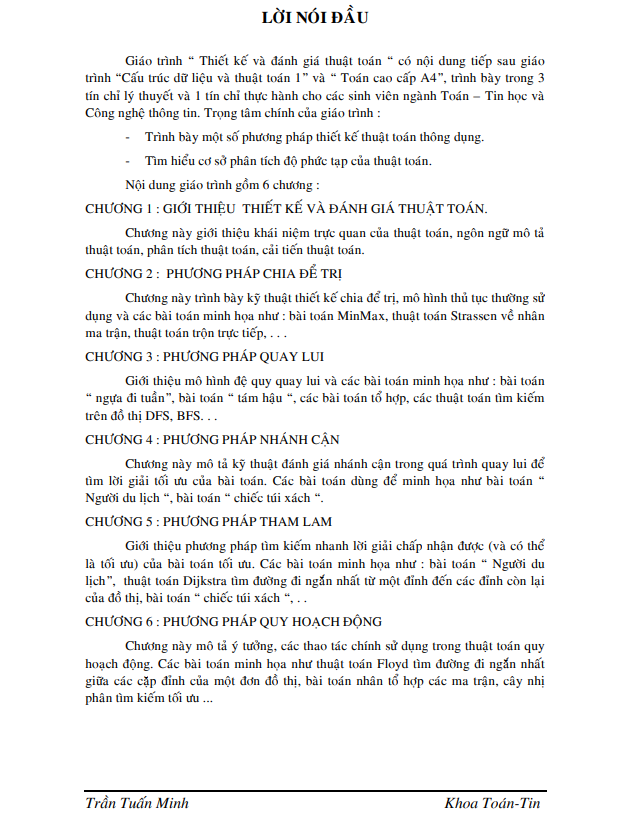 LỜI NÓI ĐẦU
Giáo trình “ Thiết kế và đánh giá thuật toán “ có nội dung tiếp sau giáo
trình “Cấu trúc dữ liệu và thuật toán 1” và “ Toán cao cấp A4”, trình bày trong 3
tín chỉ lý thuyết và 1 tín chỉ thực hành cho các sinh viên ngành Toán – Tin học và
Công nghệ thông tin. Trọng tâm chính của giáo trình :
- Trình bày một số phương pháp thiết kế thuật toán thông dụng.
- Tìm hiểu cơ sở phân tích độ phức tạp của thuật toán.
Nội dung giáo trình gồm 6 chương :
CHƯƠNG 1 : GIỚI THIỆU THIẾT KẾ VÀ ĐÁNH GIÁ THUẬT TOÁN.
Chương này giới thiệu khái niệm trực quan của thuật toán, ngôn ngữ mô tả
thuật toán, phân tích thuật toán, cải tiến thuật toán.
CHƯƠNG 2 : PHƯƠNG PHÁP CHIA ĐỂ TRỊ
Chương này trình bày kỹ thuật thiết kế chia để trị, mô hình thủ tục thường sử
dụng và các bài toán minh họa như : bài toán MinMax, thuật toán Strassen về nhân
ma trận, thuật toán trộn trực tiếp, . . .
CHƯƠNG 3 : PHƯƠNG PHÁP QUAY LUI
Giới thiệu mô hình đệ quy quay lui và các bài toán minh họa như : bài toán
“ ngựa đi tuần”, bài toán “ tám hậu “, các bài toán tổ hợp, các thuật toán tìm kiếm
trên đồ thị DFS, BFS. . .
CHƯƠNG 4 : PHƯƠNG PHÁP NHÁNH CẬN
Chương này mô tả kỹ thuật đánh giá nhánh cận trong quá trình quay lui để
tìm lời giải tối ưu của bài toán. Các bài toán dùng để minh họa như bài toán “
Người du lịch “, bài toán “ chiếc túi xách “.
CHƯƠNG 5 : PHƯƠNG PHÁP THAM LAM
Giới thiệu phương pháp tìm kiếm nhanh lời giải chấp nhận được (và có thể
là tối ưu) của bài toán tối ưu. Các bài toán minh họa như : bài toán “ Người du
lịch”, thuật toán Dijkstra tìm đường đi ngắn nhất từ một đỉnh đến các đỉnh còn lại
của đồ thị, bài toán “ chiếc túi xách “, . .
CHƯƠNG 6 : PHƯƠNG PHÁP QUY HOẠCH ĐỘNG
Chương này mô tả ý tưởng, các thao tác chính sử dụng trong thuật toán quy
hoạch động. Các bài toán minh họa như thuật toán Floyd tìm đường đi ngắn nhất
giữa các cặp đỉnh của một đơn đồ thị, bài toán nhân tổ hợp các ma trận, cây nhị
phân tìm kiếm tối ưu ...
Trần Tuấn Minh Khoa Toán-Tin